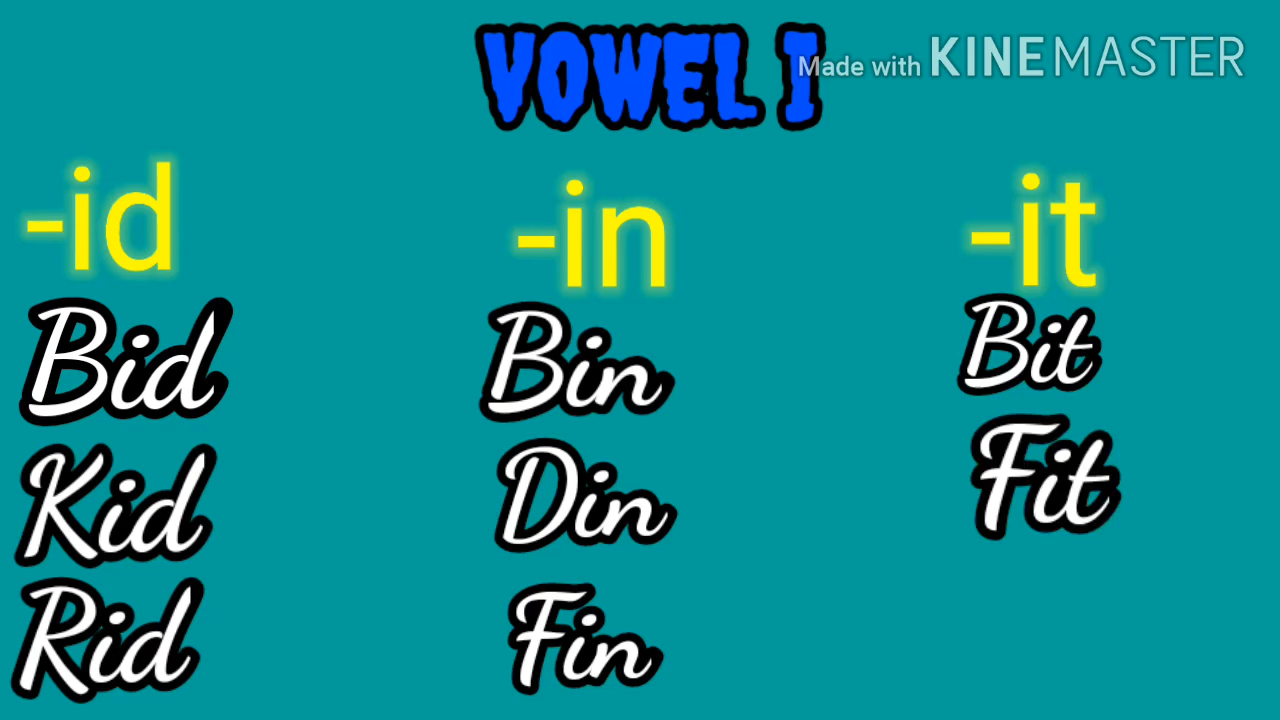 VOWEL I
Made with KINEMASTER
-id
Bid
Kid
Rid
-in
Bin
Din
Fin
-it
Bit
Fit